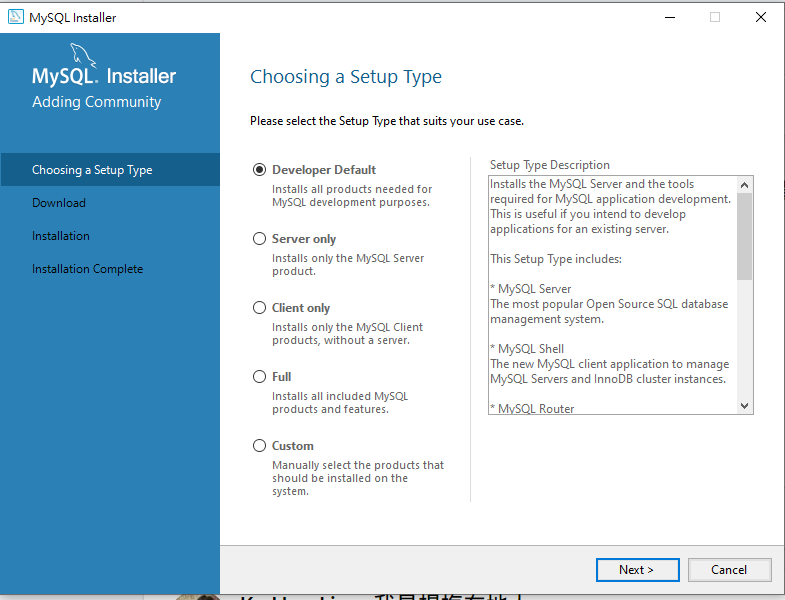 MySQL Installer
MySQL. Installer
Adding Community
Choosing a Setup Type
Download
Installation
Installation Complete
Choosing a Setup Type
Please select the Setup Type that suits your use case.
Developer Default
Installs all products needed for
MySQL development purposes.
Server only
Installs only the MySQL Server
product.
Client only
Installs only the MySQL Client
products, without a server.
Full
Installs all included MySQL
products and features.
Custom
Manually select the products that
should be installed on the
system.
Setup Type Description
Installs the MySQL Server and the tools
required for MySQL application development.
This is useful if you intend to develop
applications for an existing server.
This Setup Type includes:
* MySQL Server
The most popular Open Source SQL database
management system.
* MySQL Shell
The new MySQL client application to manage
MySQL Servers and InnoDB cluster instances.
* MySQL Router
Next >
Cancel